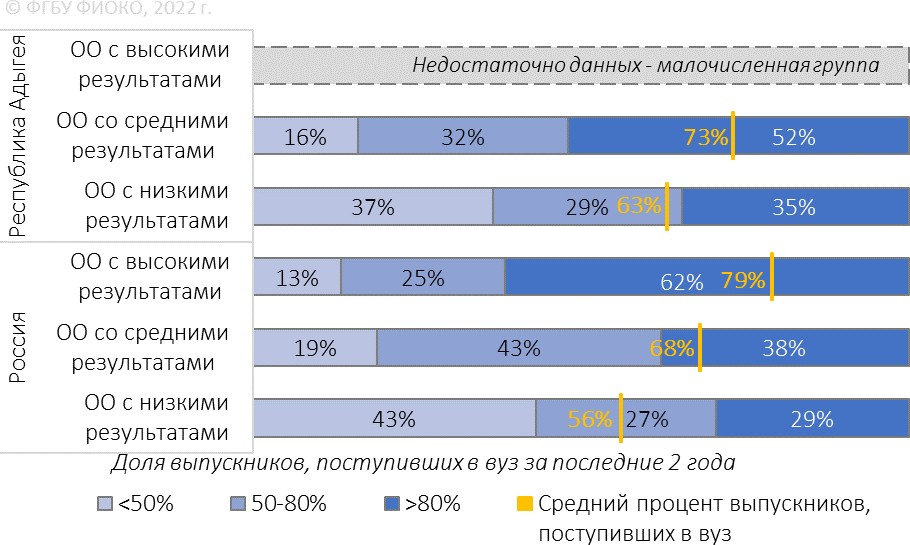 © ФГБУ ФИОКО, 2022 г.
Республика Адыгея
ОО с высокими
результатами
Недостаточно данных - малочисленная группа
ОО со средними
результатами
16% 32% 73% 52%
ОО с низкими
результатами
37% 29% 63% 35%
Россия
ОО с высокими
результатами
13% 25% 62% 79%
ОО со средними
результатами
19% 43% 68% 38%
ОО с низкими
результатами
43% 56% 27% 29%
Доля выпускников, поступивших в вуз за последние 2 года
<50% 50-80% >80% Средний процент выпускников,
поступивших в вуз